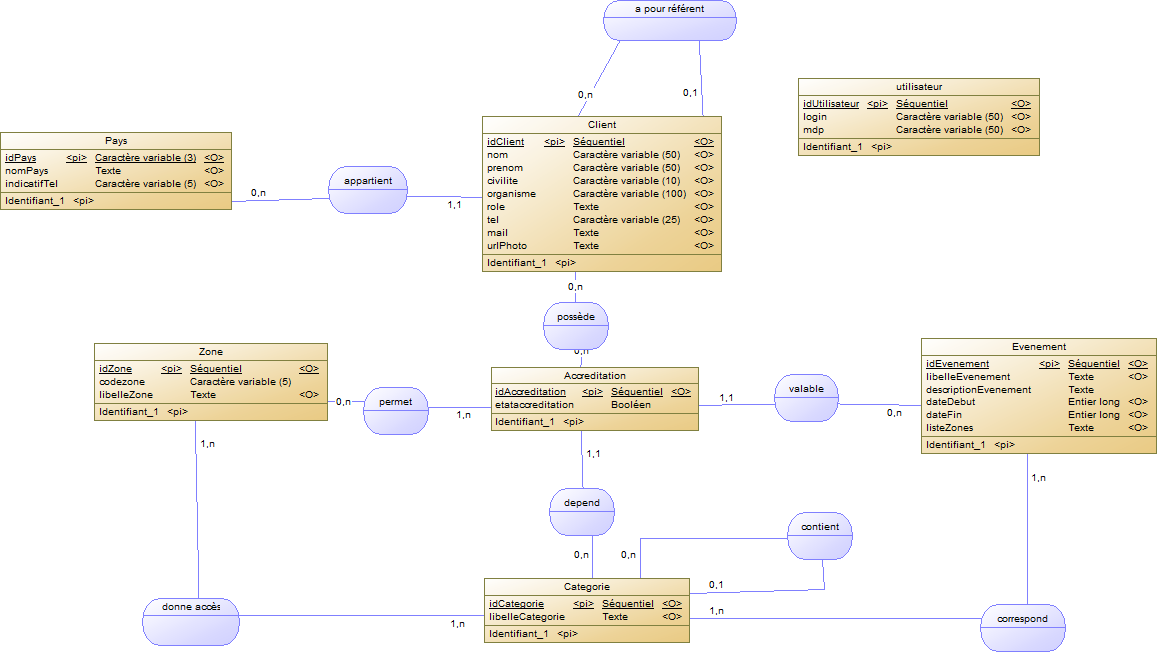 a pour référent
0,n
0,1
utilisateur
idUtilisateur <pi> Séquentiel <O>
login Caractère variable (50) <O>
mdp Caractère variable (50) <O>
Identifiant_1 <pi>
Client
idClient <pi> Séquentiel <O>
nom Caractère variable (50) <O>
prenom Caractère variable (50) <O>
civilite Caractère variable (10) <O>
organisme Caractère variable (100) <O>
role Texte <O>
tel Caractère variable (25) <O>
mail Texte <O>
urlPhoto Texte <O>
Identifiant_1 <pi>
Pays
idPays <pi> Caractère variable (3) <O>
nomPays Texte <O>
indicatifTel Caractère variable (5) <O>
Identifiant_1 <pi>
0,n
appartient
1,1
0,n
possède
0,n
Zone
idZone <pi> Séquentiel <O>
codezone Caractère variable (5)
libelleZone Texte <O>
Identifiant_1 <pi>
0,n
permet
1,n
Accreditation
idAccreditation <pi> Séquentiel <O>
etataccreditation Booléen
Identifiant_1 <pi>
1,1
valable
0,n
Evenement
idEvenement <pi> Séquentiel <O>
libelleEvenement Texte <O>
descriptionEvenement Texte
dateDebut Entier long <O>
dateFin Entier long <O>
listeZones Texte <O>
Identifiant_1 <pi>
1,n
1,1
1,n
depend
0,n
contient
0,n
0,1
Categorie
idCategorie <pi> Séquentiel <O>
libelleCategorie Texte <O>
Identifiant_1 <pi>
donne accès
1,n
1,n
correspond